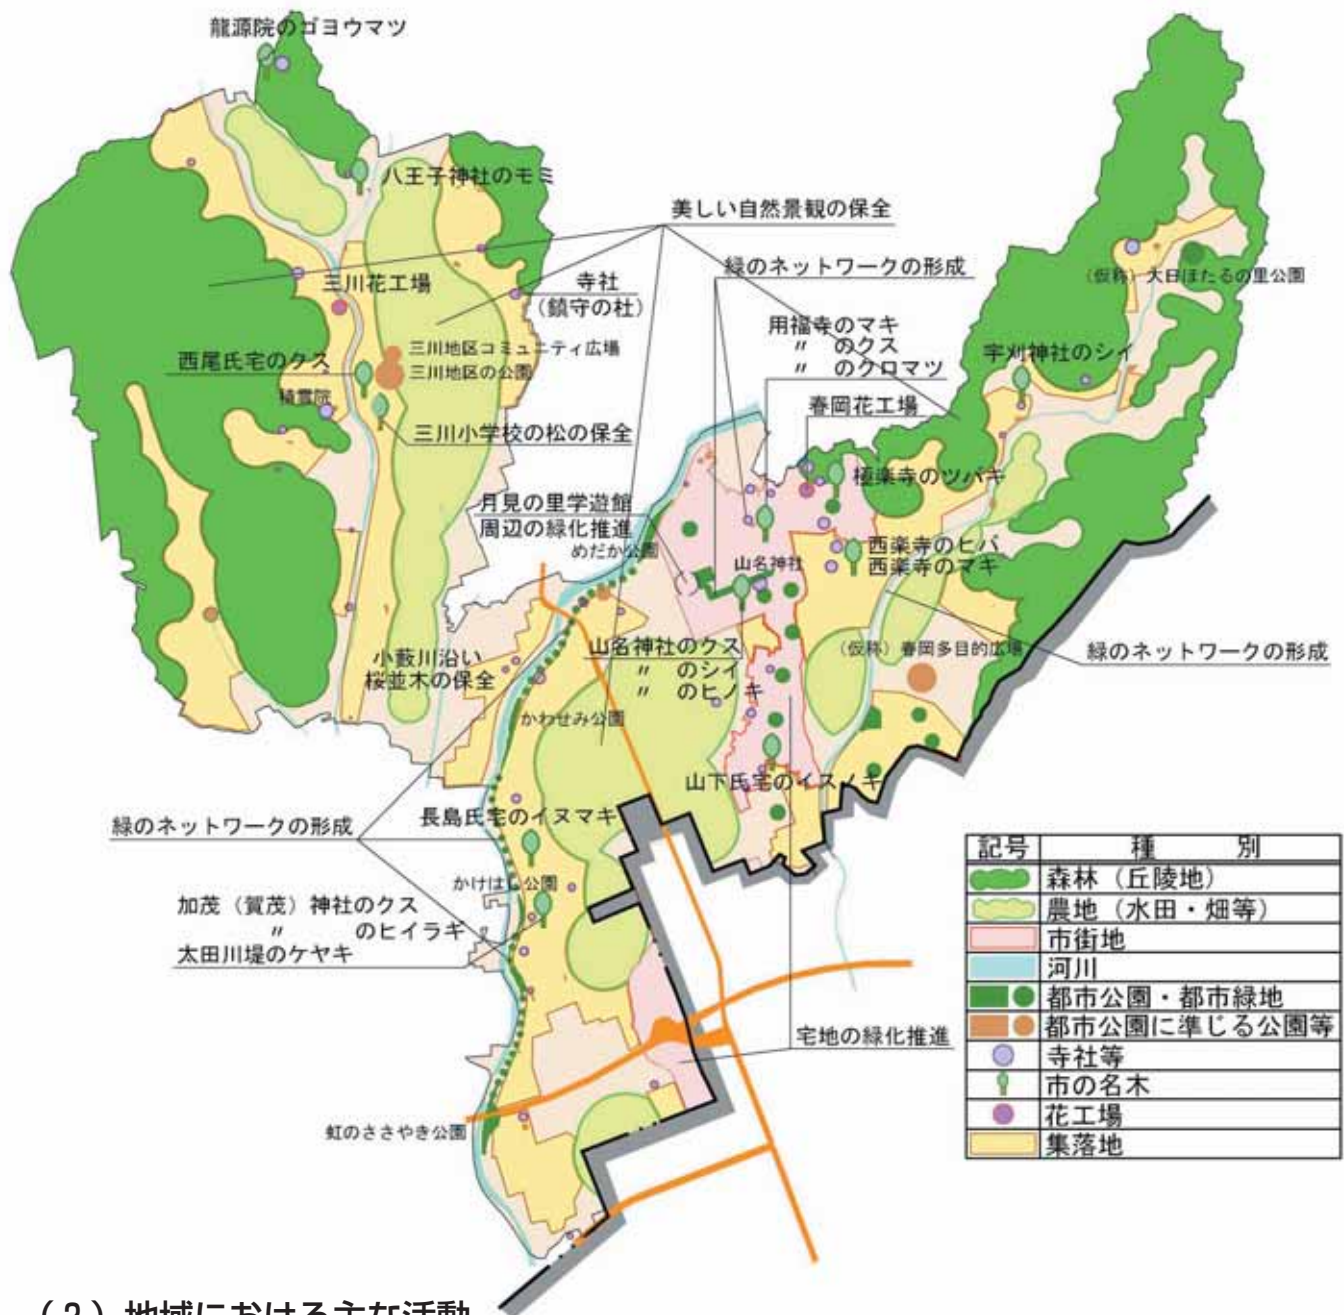 龍源院のゴヨウマツ
八王子神社のモミ
美しい自然景観の保全
緑のネットワークの形成
三川花工場
寺社
（鎮守の杜）
（仮称）大日ほたるの里公園
用福寺のマキ
〃 のクス
〃 のクロマツ
宇刈神社のシイ
三川地区コミュニティ広場
西尾氏宅のクス
三川地区の公園
積雲院
春岡花工場
三川小学校の松の保全
極楽寺のツバキ
月見の里学遊館
周辺の緑化推進
めだか公園
西楽寺のヒバ
西楽寺のマキ
山名神社
小藪川沿い
桜並木の保全
山名神社のクス
〃 のシイ
〃 のヒノキ
（仮称）春岡多目的広場
緑のネットワークの形成
かわせみ公園
山下氏宅のイスノキ
長島氏宅のイヌマキ
緑のネットワークの形成
かけはし公園
加茂（賀茂）神社のクス
〃 のヒイラギ
太田川堤のケヤキ
宅地の緑化推進
虹のささやき公園
記号 種 別
森林（丘陵地）
農地（水田・畑等）
市街地
河川
都市公園・都市緑地
都市公園に準じる公園等
寺社等
市の名木
花工場
集落地
（２）地域における主な活動